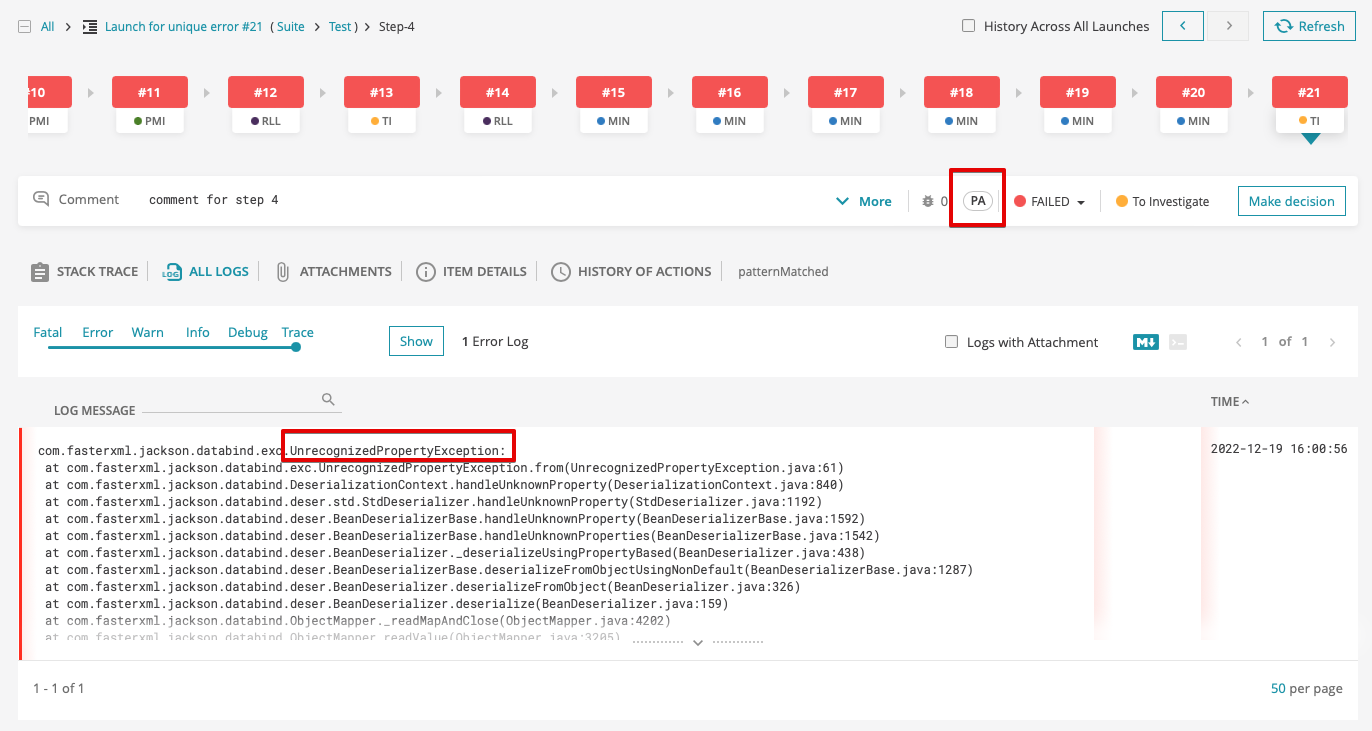 All Launch for unique error #21 ( Suite Test ) Step-4 History Across All Launches Refresh
#10 #11 #12 #13 #14 #15 #16 #17 #18 #19 #20 #21
PMI PMI RLL TI RLL MIN MIN MIN MIN MIN MIN TI
Comment comment for step 4 More 0 PA FAILED To Investigate Make decision
STACK TRACE LOG ALL LOGS ATTACHMENTS ITEM DETAILS HISTORY OF ACTIONS patternMatched
Fatal Error Warn Info Debug Trace Show 1 Error Log Logs with Attachment M 1 of 1
LOG MESSAGE TIME
com.fasterxml.jackson.databind.exc.UnrecognizedPropertyException: 2022-12-19 16:00:56
at com.fasterxml.jackson.databind.exc.UnrecognizedPropertyException.from(UnrecognizedPropertyException.java:61)
at com.fasterxml.jackson.databind.DeserializationContext.handleUnknownProperty(DeserializationContext.java:840)
at com.fasterxml.jackson.databind.deser.std.StdDeserializer.handleUnknownProperty(StdDeserializer.java:1192)
at com.fasterxml.jackson.databind.deser.BeanDeserializerBase.handleUnknownProperty(BeanDeserializerBase.java:1592)
at com.fasterxml.jackson.databind.deser.BeanDeserializerBase.handleUnknownProperties(BeanDeserializerBase.java:1542)
at com.fasterxml.jackson.databind.deser.BeanDeserializer._deserializeUsingPropertyBased(BeanDeserializer.java:438)
at com.fasterxml.jackson.databind.deser.BeanDeserializerBase.deserializeFromObjectUsingNonDefault(BeanDeserializerBase.java:1287)
at com.fasterxml.jackson.databind.deser.BeanDeserializer.deserializeFromObject(BeanDeserializer.java:326)
at com.fasterxml.jackson.databind.deser.BeanDeserializer.deserialize(BeanDeserializer.java:159)
at com.fasterxml.jackson.databind.ObjectMapper._readMapAndClose(ObjectMapper.java:4202)
at com.fasterxml.jackson.databind.ObjectMapper.readValue(ObjectMapper.java:3205)
1 - 1 of 1 50 per page